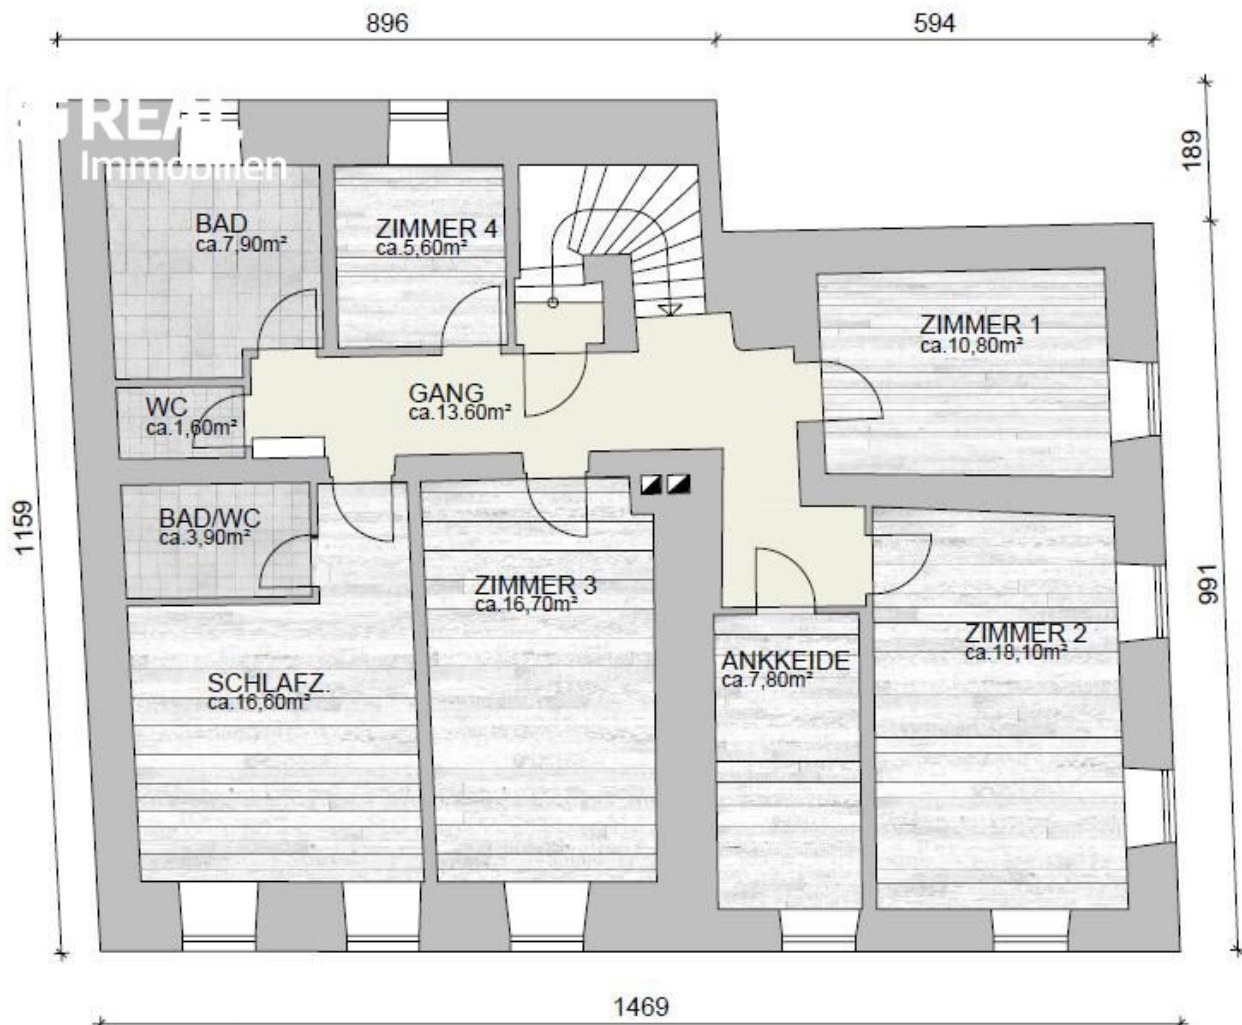 896
594
REAL
Immobilien
189
BAD
ca.7,90m²
ZIMMER 4
ca.5,60m²
ZIMMER 1
ca.10,80m²
GANG
ca.13.60m²
WC
ca.1,60m²
1159
BAD/WC
ca.3,90m²
ZIMMER 3
ca.16,70m²
991
ZIMMER 2
ca.18,10m²
ANKKEIDE
ca.7,80m²
SCHLAFZ.
ca.16,60m²
1469